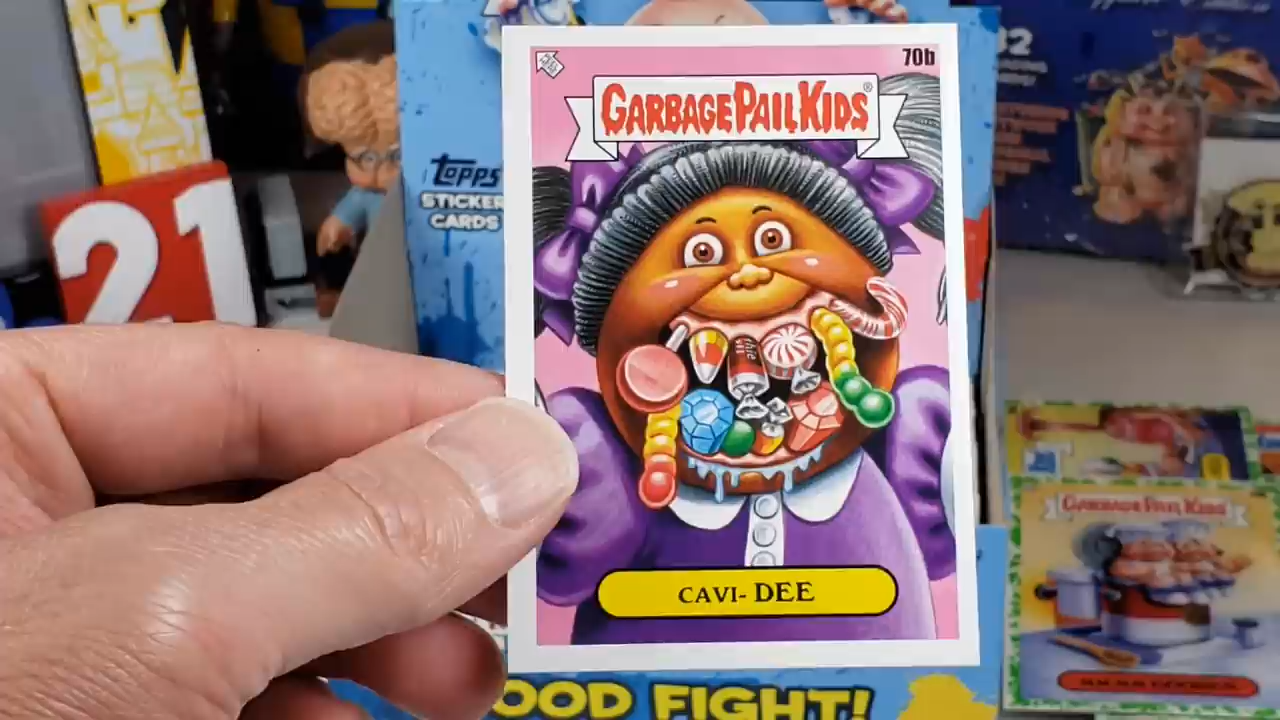 70b
GARBAGE PAIL KIDS®
TOPPS
STICKER
CARDS
21
CAVI- DEE
GARBAGE PAIL KIDS
OOD FIGHT!